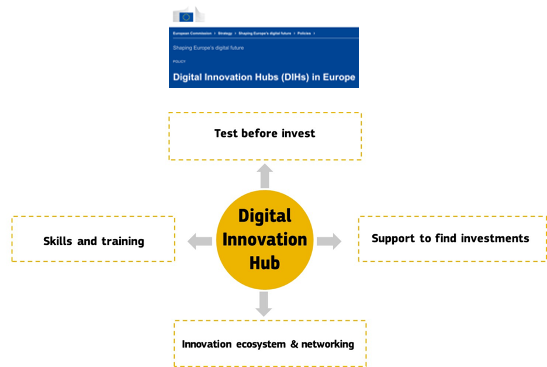 European Commission > Strategy > Shaping Europe's digital future > Policies >
Shaping Europe's digital future
POLICY
Digital Innovation Hubs (DIHs) in Europe
Test before invest
Digital
Innovation
Hub
Skills and training
Support to find investments
Innovation ecosystem & networking